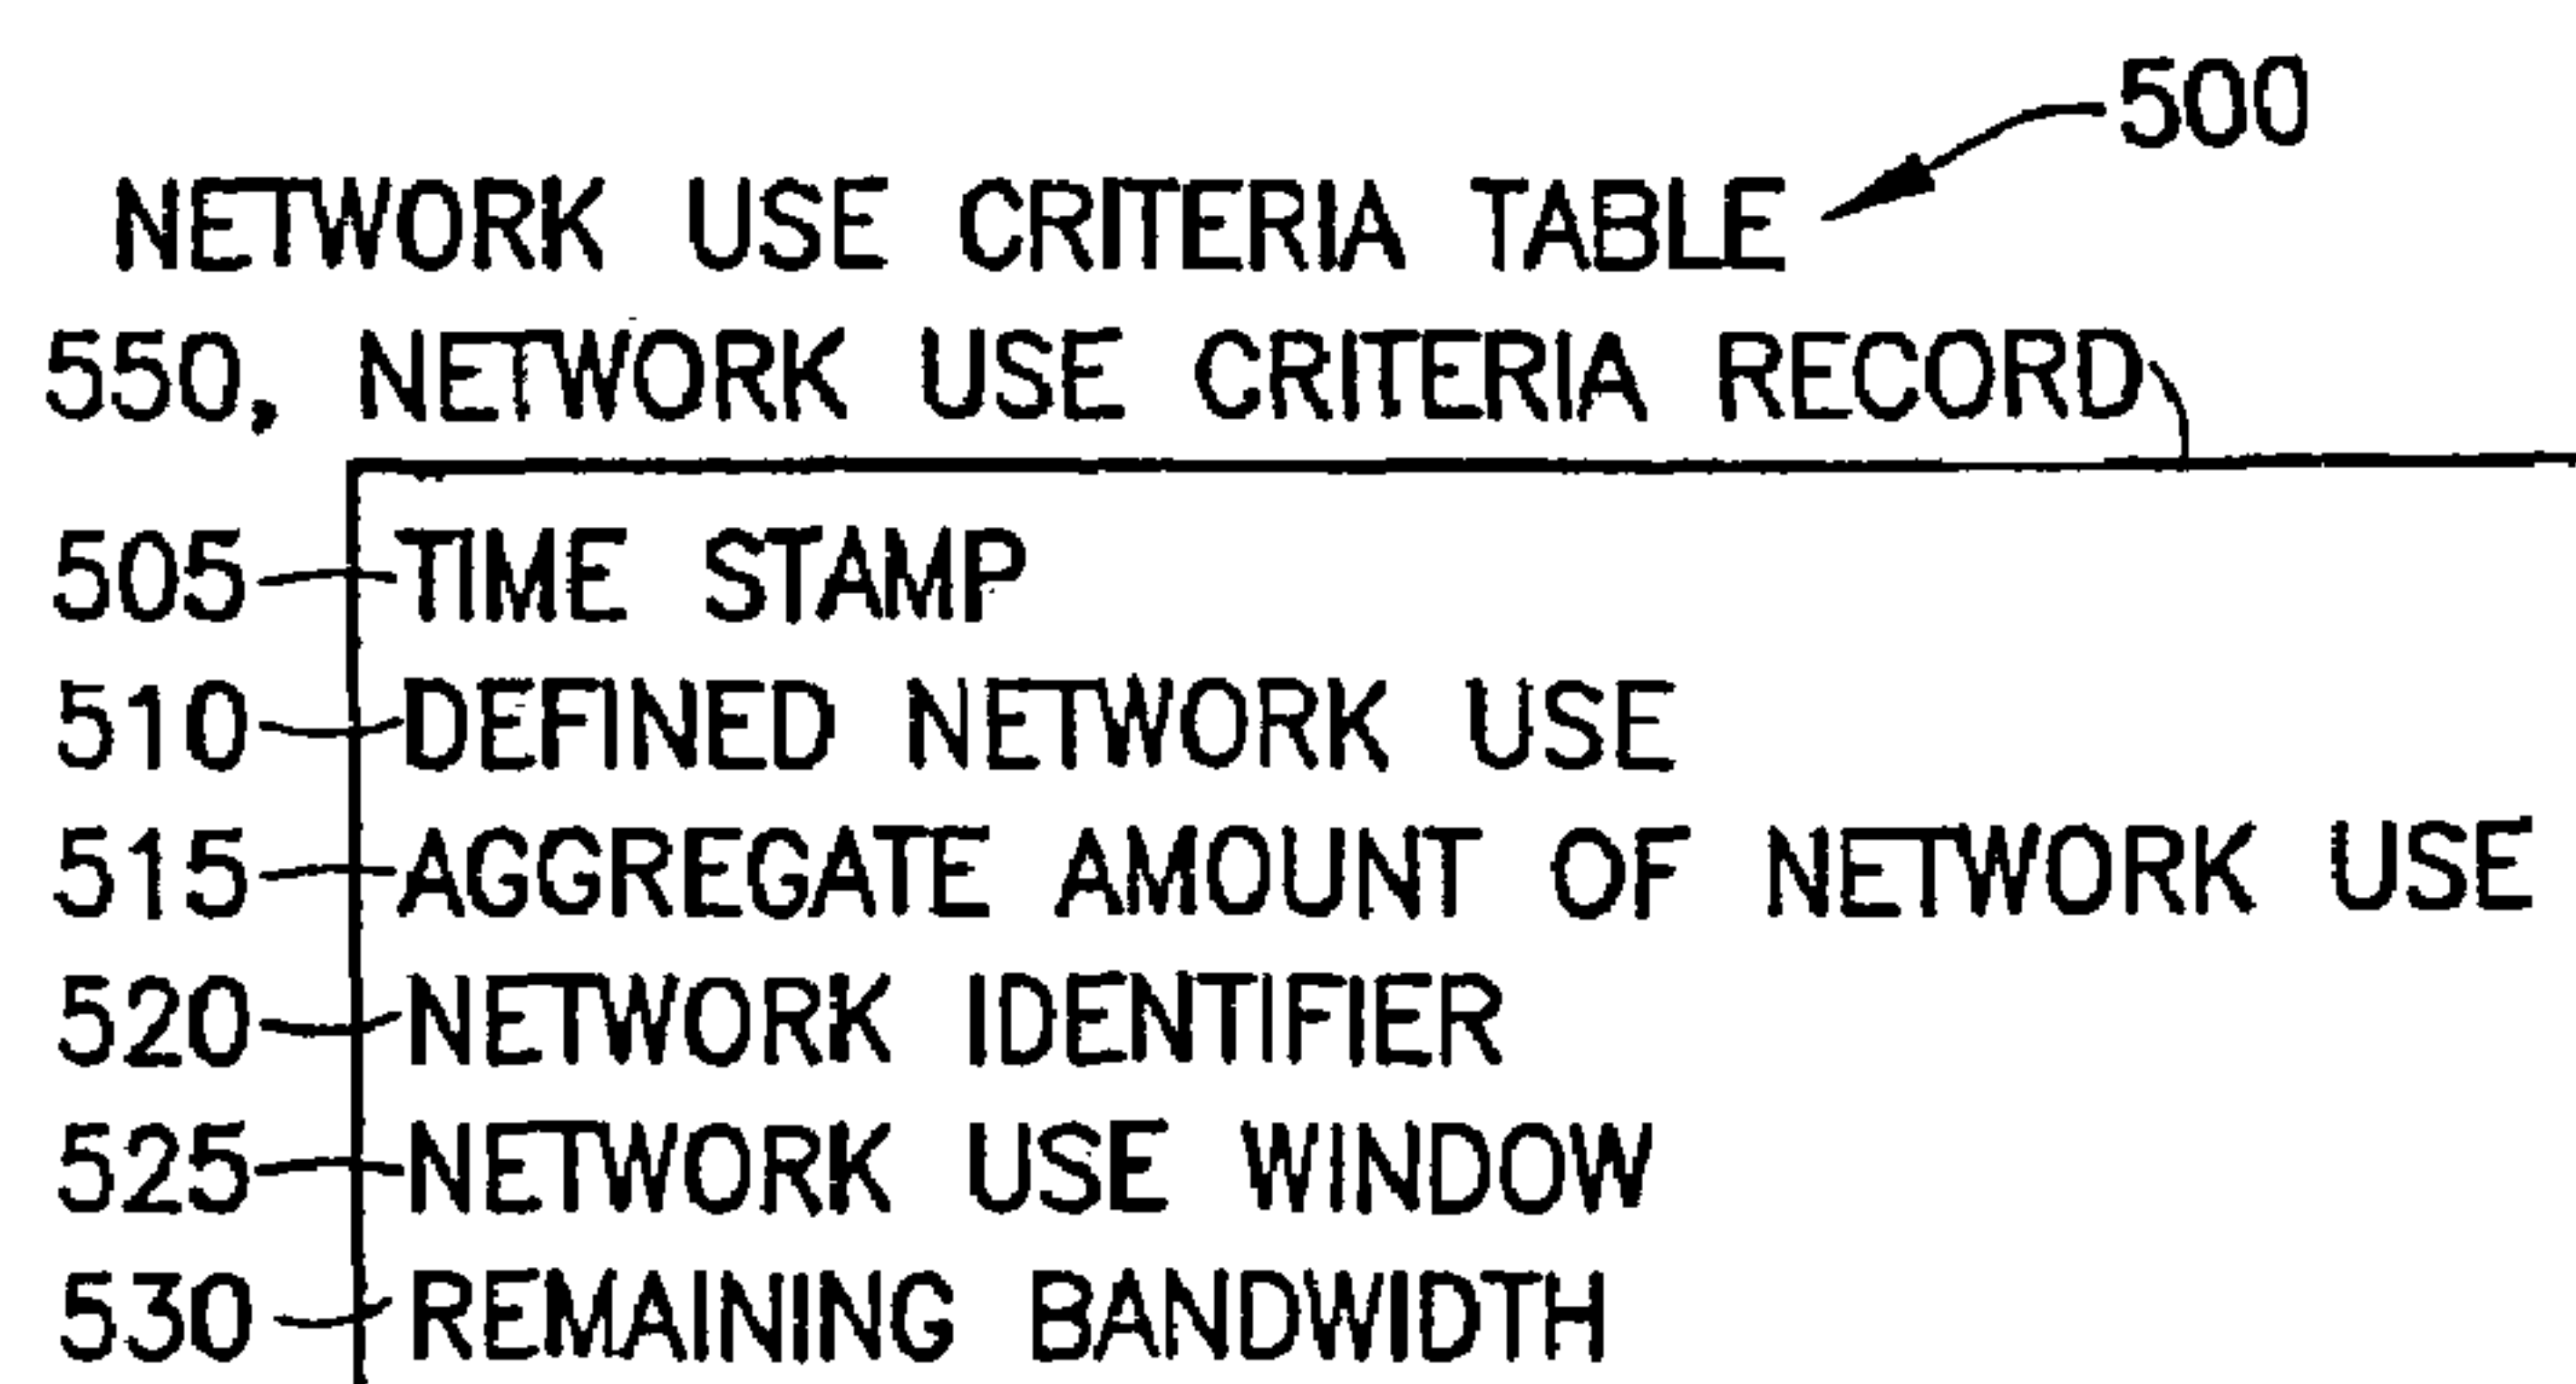 500
NETWORK USE CRITERIA TABLE
550, NETWORK USE CRITERIA RECORD
505 TIME STAMP
510 DEFINED NETWORK USE
515 AGGREGATE AMOUNT OF NETWORK USE
520 NETWORK IDENTIFIER
525 NETWORK USE WINDOW
530 REMAINING BANDWIDTH